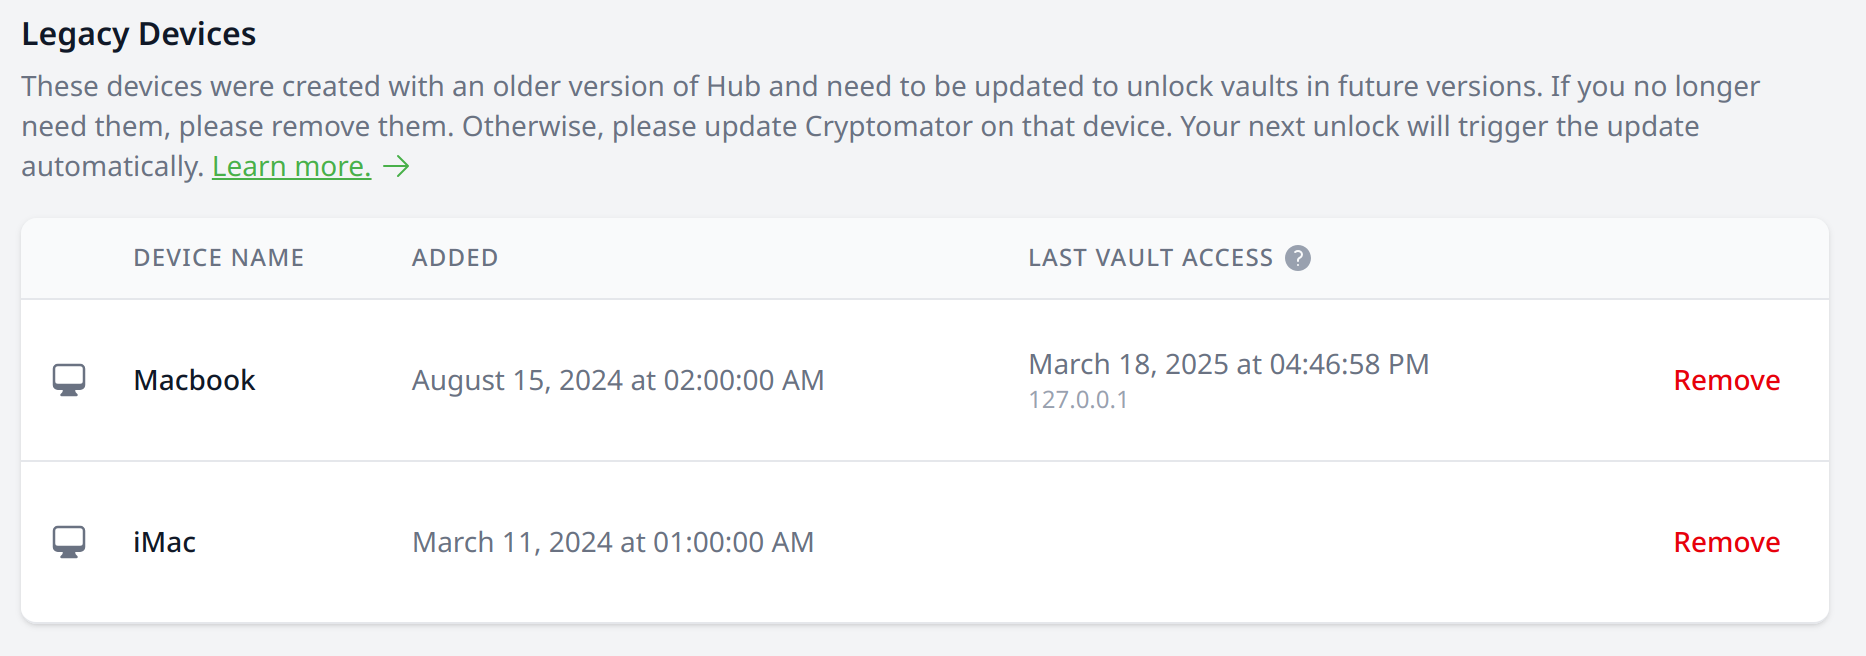 Legacy Devices
These devices were created with an older version of Hub and need to be updated to unlock vaults in future versions. If you no longer
need them, please remove them. Otherwise, please update Cryptomator on that device. Your next unlock will trigger the update
automatically. Learn more. →
DEVICE NAME ADDED LAST VAULT ACCESS ?
Macbook August 15, 2024 at 02:00:00 AM March 18, 2025 at 04:46:58 PM Remove
127.0.0.1
iMac March 11, 2024 at 01:00:00 AM Remove